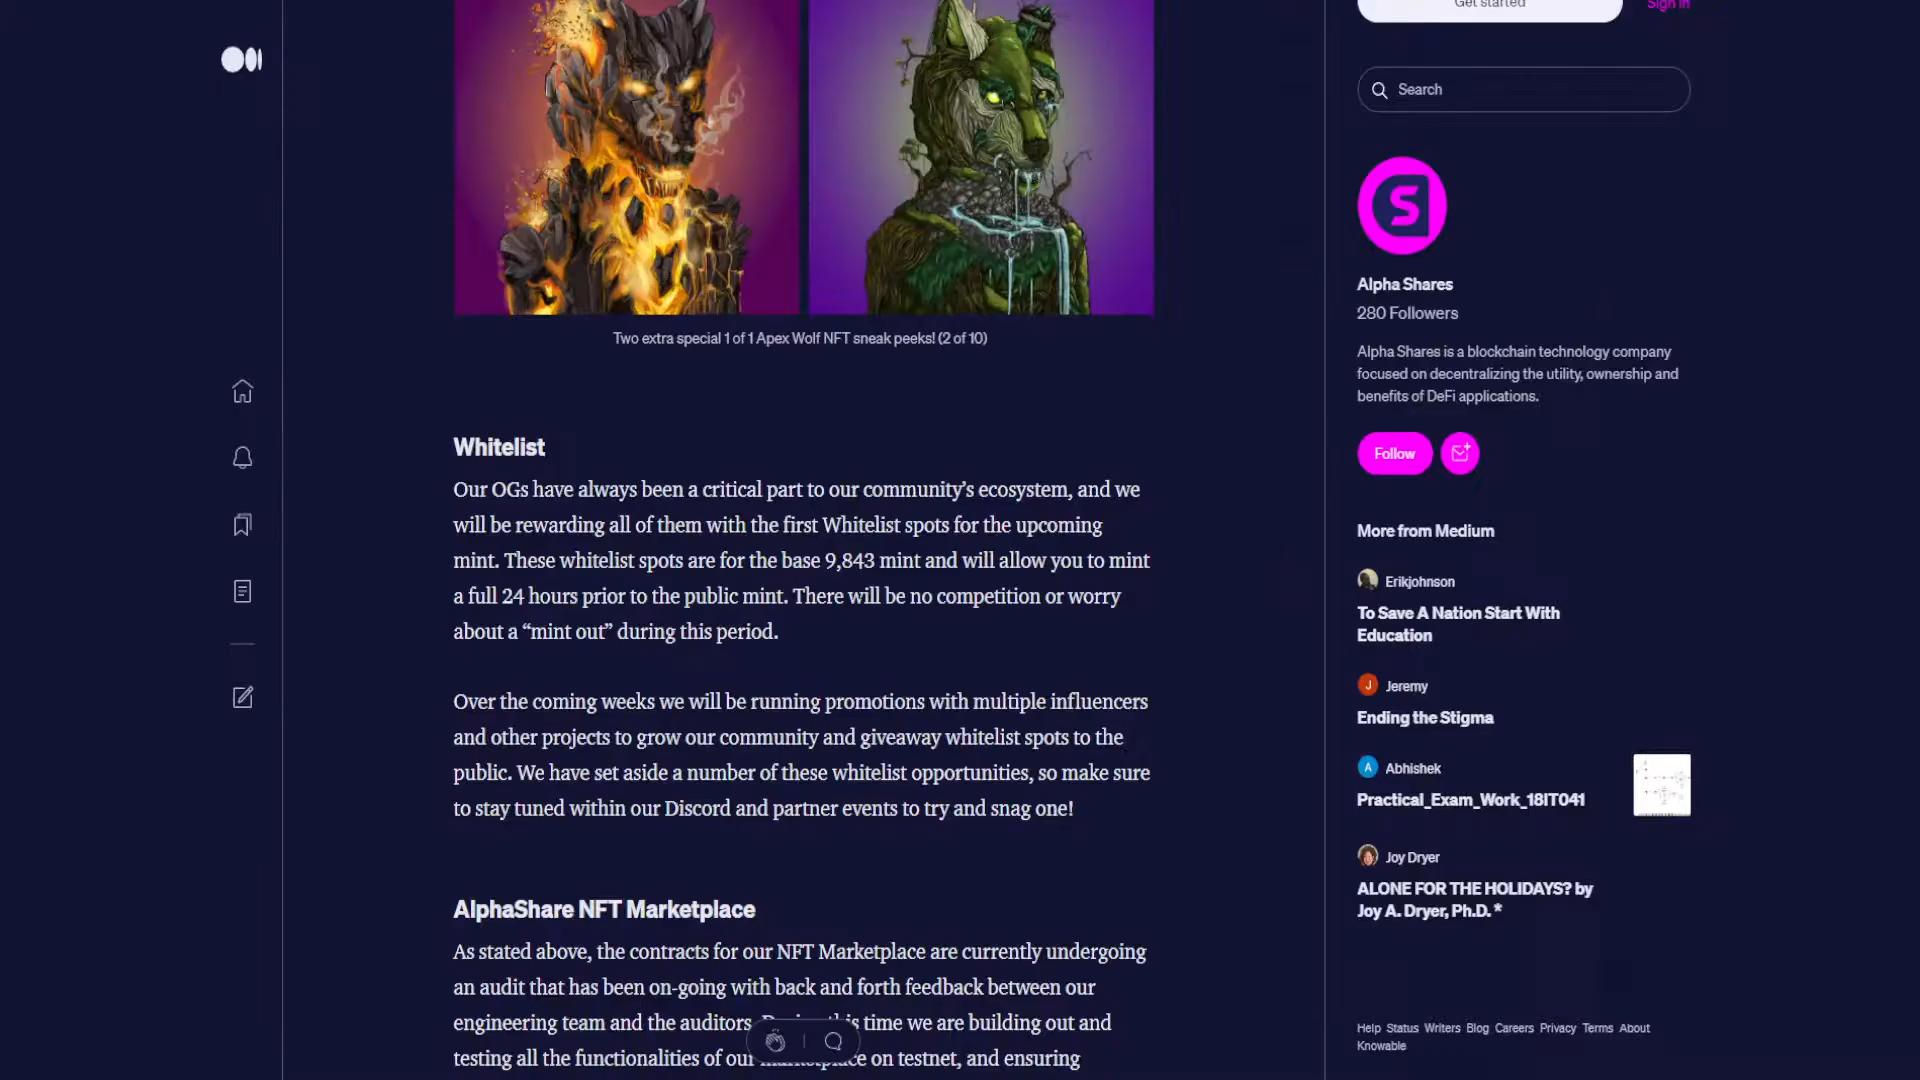 Get started
Sign In
Search
Alpha Shares
280 Followers
Alpha Shares is a blockchain technology company
focused on decentralizing the utility, ownership and
benefits of DeFi applications.
Follow
More from Medium
Erikjohnson
To Save A Nation Start With
Education
J Jeremy
Ending the Stigma
A Abhishek
Practical_Exam_Work_18IT041
Joy Dryer
ALONE FOR THE HOLIDAYS? by
Joy A. Dryer, Ph.D. *
Help Status Writers Blog Careers Privacy Terms About
Knowable
Two extra special 1 of 1 Apex Wolf NFT sneak peeks! (2 of 10)
Whitelist
Our OGs have always been a critical part to our community’s ecosystem, and we
will be rewarding all of them with the first Whitelist spots for the upcoming
mint. These whitelist spots are for the base 9,843 mint and will allow you to mint
a full 24 hours prior to the public mint. There will be no competition or worry
about a “mint out” during this period.
Over the coming weeks we will be running promotions with multiple influencers
and other projects to grow our community and giveaway whitelist spots to the
public. We have set aside a number of these whitelist opportunities, so make sure
to stay tuned within our Discord and partner events to try and snag one!
AlphaShare NFT Marketplace
As stated above, the contracts for our NFT Marketplace are currently undergoing
an audit that has been on-going with back and forth feedback between our
engineering team and the auditors. time we are building out and
testing all the functionalities of our on testnet, and ensuring